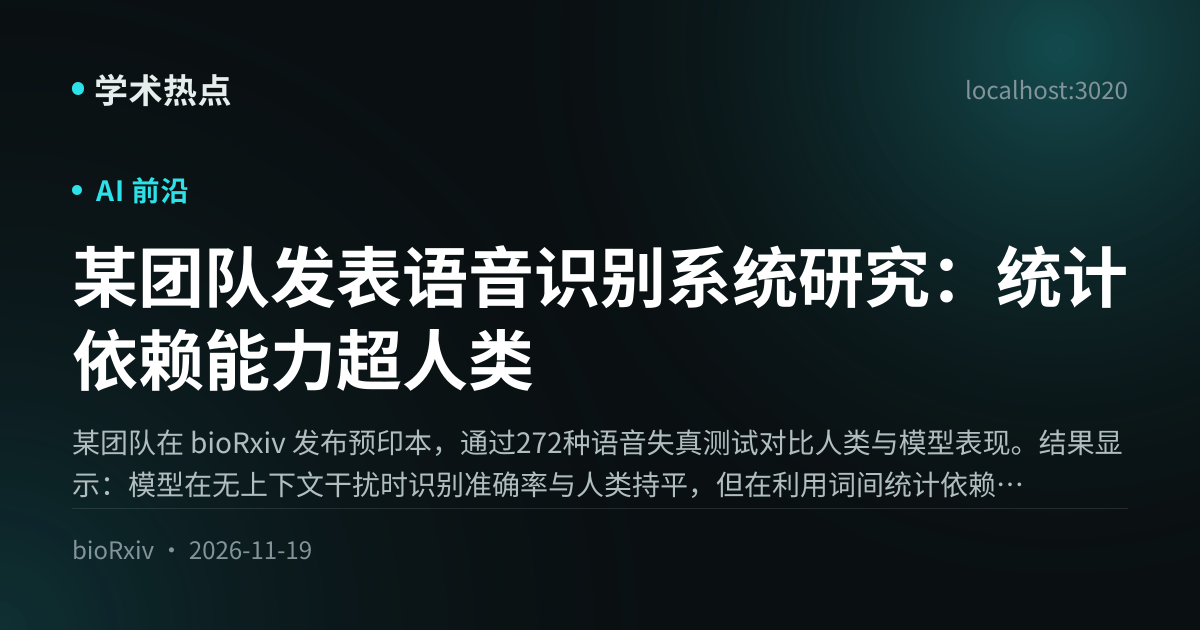 学术热点
localhost:3020
AI 前沿
某团队发表语音识别系统研究：统计
依赖能力超人类
某团队在 bioRxiv 发布预印本，通过272种语音失真测试对比人类与模型表现。结果显
示：模型在无上下文干扰时识别准确率与人类持平，但在利用词间统计依赖…
bioRxiv · 2026-11-19